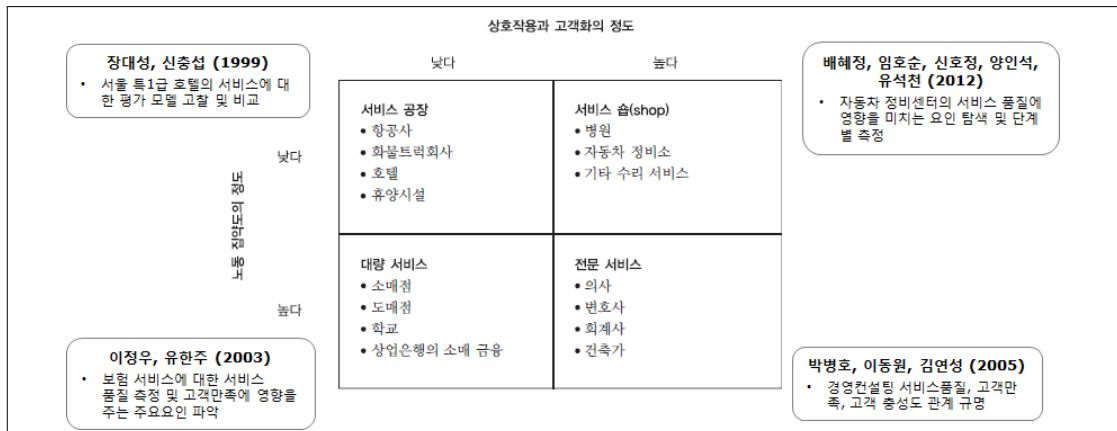 상호작용과 고객화의 정도
장대성, 신충섭 (1999)
• 서울 특1급 호텔의 서비스에 대
한 평가 모델 고찰 및 비교
낮다
높다
배혜정, 임호순, 신호정, 양인석,
유석천 (2012)
• 자동차 정비센터의 서비스 품질에
영향을 미치는 요인 탐색 및 단계
별 측정
노동 집약도의 정도
낮다
서비스 공장
• 항공사
• 화물트럭회사
• 호텔
• 휴양시설
서비스 숍(shop)
• 병원
• 자동차 정비소
• 기타 수리 서비스
높다
대량 서비스
• 소매점
• 도매점
• 학교
• 상업은행의 소매 금융
전문 서비스
• 의사
• 변호사
• 회계사
• 건축가
이정우, 유한주 (2003)
• 보험 서비스에 대한 서비스
품질 측정 및 고객만족에 영향을
주는 주요요인 파악
박병호, 이동원, 김연성 (2005)
• 경영컨설팅 서비스품질, 고객만
족, 고객 충성도 관계 규명